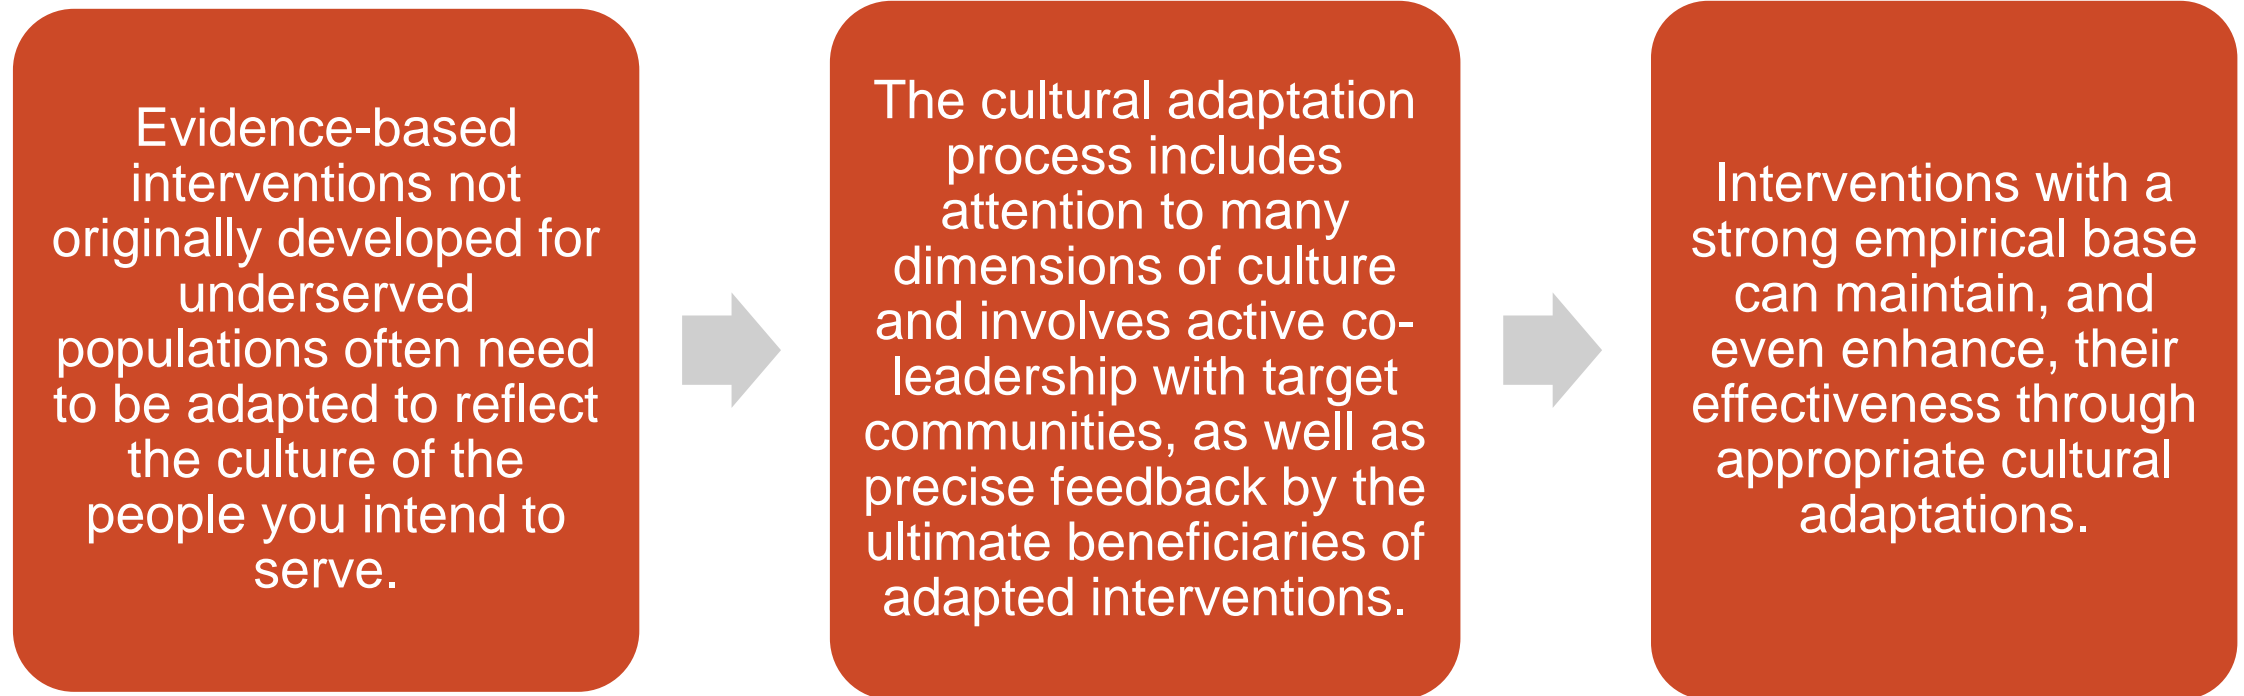 Evidence-based
interventions not
originally developed for
underserved
populations often need
to be adapted to reflect
the culture of the
people you intend to
serve.
The cultural adaptation
process includes
attention to many
dimensions of culture
and involves active co-
leadership with target
communities, as well as
precise feedback by the
ultimate beneficiaries of
adapted interventions.
Interventions with a
strong empirical base
can maintain, and
even enhance, their
effectiveness through
appropriate cultural
adaptations.